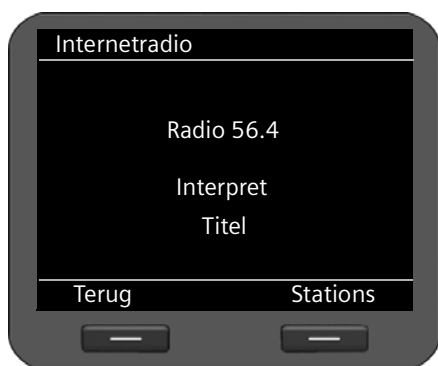 Internetradio
Radio 56.4
Interpret
Titel
Terug Stations